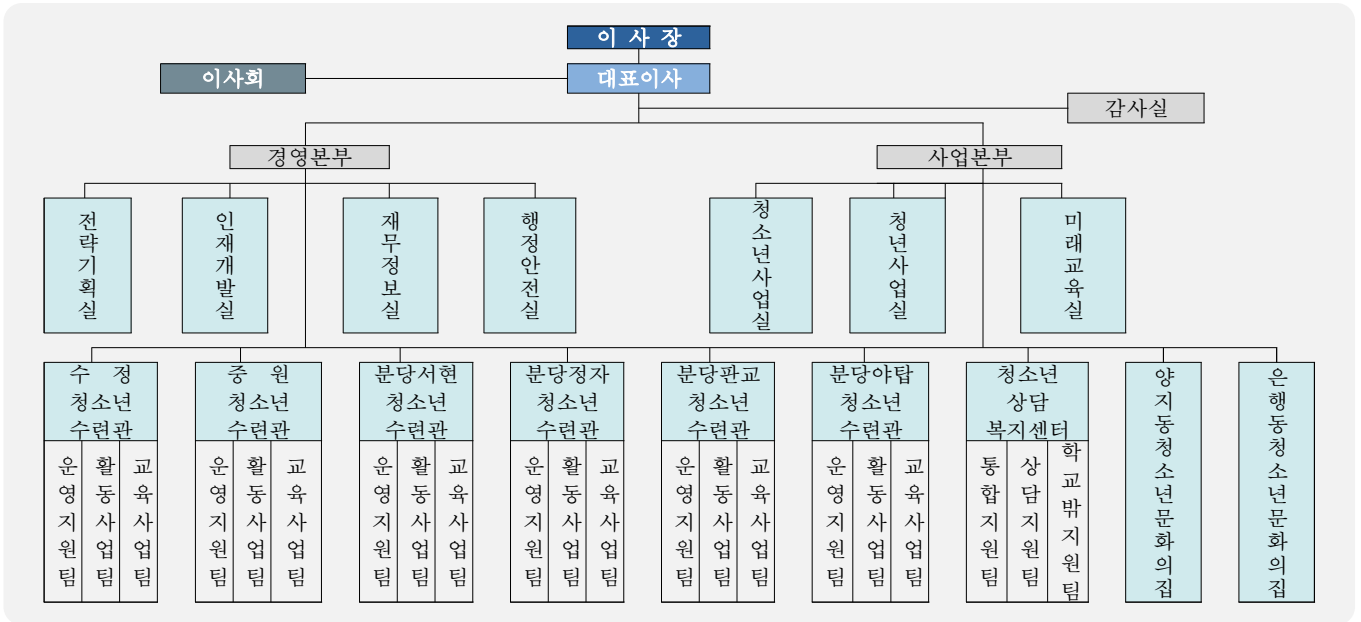 이 사 장
이사회
대표이사
감사실
경영본부
사업본부
전략기획실
인재개발실
재무정보실
행정안전실
청소년사업실
청년사업실
미래교육실
수 정
청소년
수련관
운영지원팀
활동사업팀
교육사업팀
중 원
청소년
수련관
운영지원팀
활동사업팀
교육사업팀
분당서현
청소년
수련관
운영지원팀
활동사업팀
교육사업팀
분당정자
청소년
수련관
운영지원팀
활동사업팀
교육사업팀
분당판교
청소년
수련관
운영지원팀
활동사업팀
교육사업팀
분당야탑
청소년
수련관
운영지원팀
활동사업팀
교육사업팀
청소년
상담
복지센터
통합지원팀
상담지원팀
학교밖지원팀
양지동청소년문화의집
은행동청소년문화의집